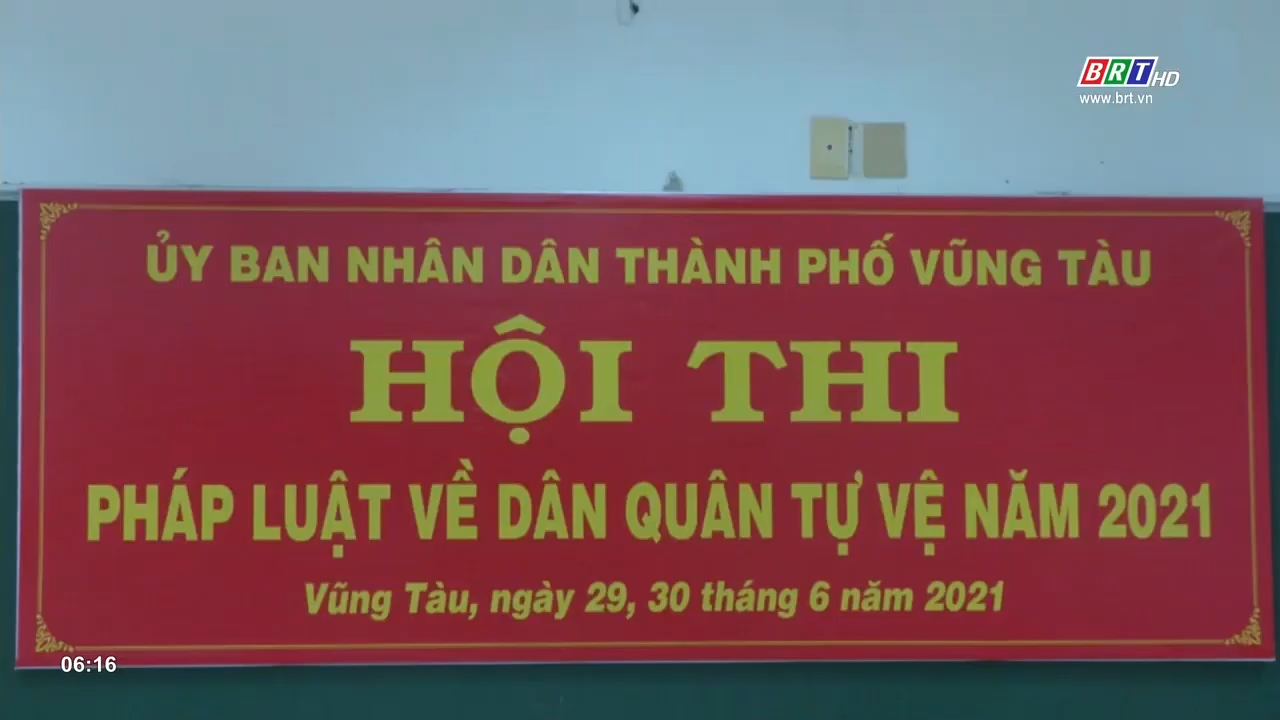 BRT HD
www.brt.vn
ỦY BAN NHÂN DÂN THÀNH PHỐ VŨNG TÀU
HỘI THI
PHÁP LUẬT VỀ DÂN QUÂN TỰ VỆ NĂM 2021
Vũng Tàu, ngày 29, 30 tháng 6 năm 2021
06:16